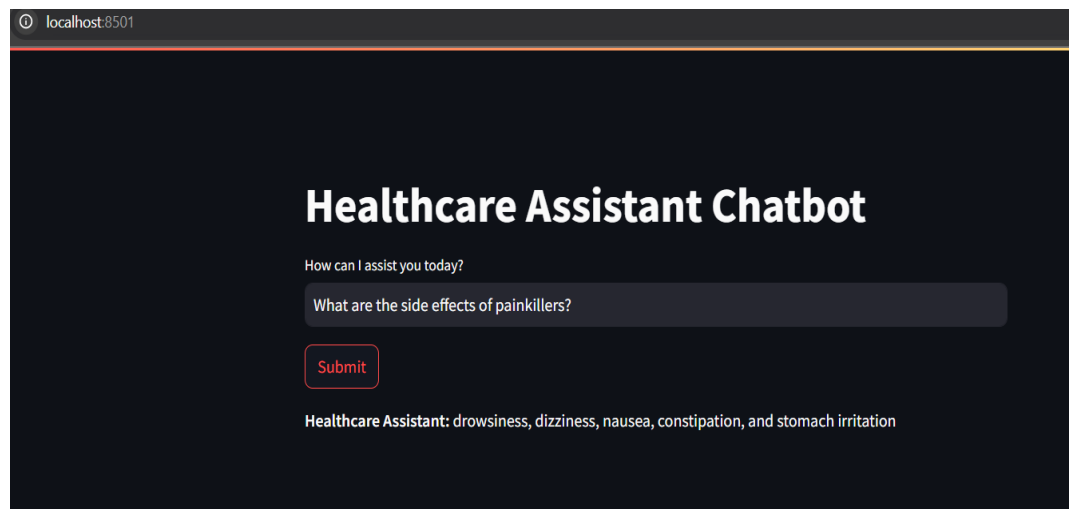 localhost:8501
Healthcare Assistant Chatbot
How can I assist you today?
What are the side effects of painkillers?
Submit
Healthcare Assistant: drowsiness, dizziness, nausea, constipation, and stomach irritation